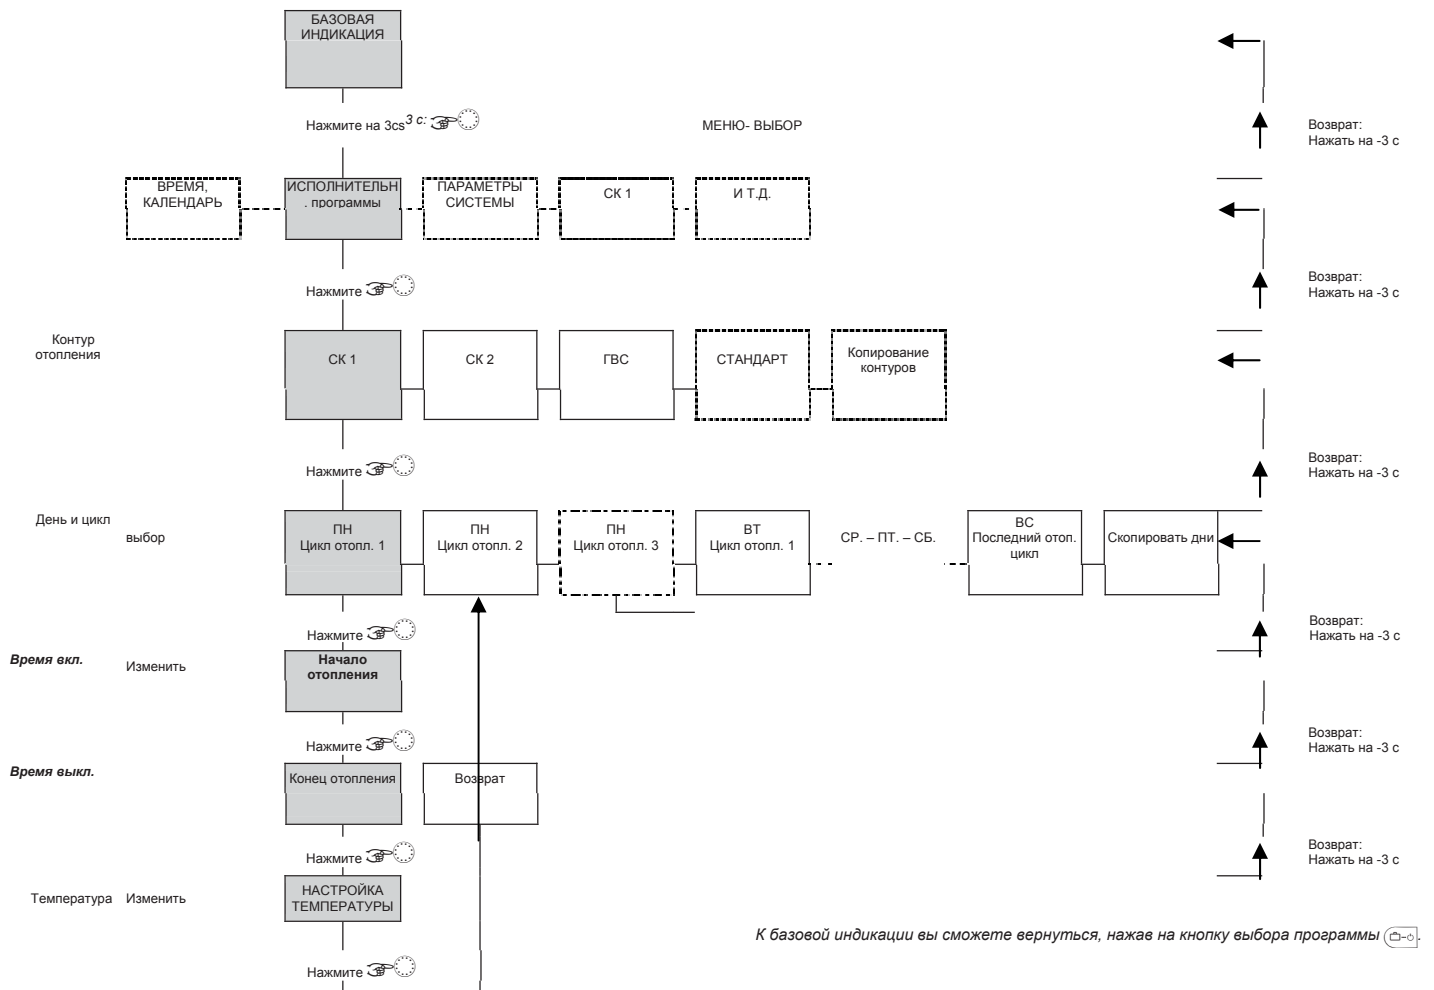 БАЗОВАЯ
ИНДИКАЦИЯ
Нажмите на 3cs 3 с:
МЕНЮ- ВЫБОР
Возврат:
Нажать на -3 с
ВРЕМЯ,
КАЛЕНДАРЬ
ИСПОЛНИТЕЛЬН
. программы
ПАРАМЕТРЫ
СИСТЕМЫ
СК 1
И Т.Д.
Нажмите
Возврат:
Нажать на -3 с
Контур
отопления
СК 1
СК 2
ГВС
СТАНДАРТ
Копирование
контуров
Нажмите
Возврат:
Нажать на -3 с
День и цикл
выбор
ПН
Цикл отопл. 1
ПН
Цикл отопл. 2
ПН
Цикл отопл. 3
ВТ
Цикл отопл. 1
СР. – ПТ. – СБ.
ВС
Последний отоп.
цикл
Скопировать дни
Нажмите
Возврат:
Нажать на -3 с
Время вкл.
Изменить
Начало
отопления
Нажмите
Возврат:
Нажать на -3 с
Время выкл.
Конец отопления
Возврат
Нажмите
Возврат:
Нажать на -3 с
Температура
Изменить
НАСТРОЙКА
ТЕМПЕРАТУРЫ
К базовой индикации вы сможете вернуться, нажав на кнопку выбора программы .
Нажмите